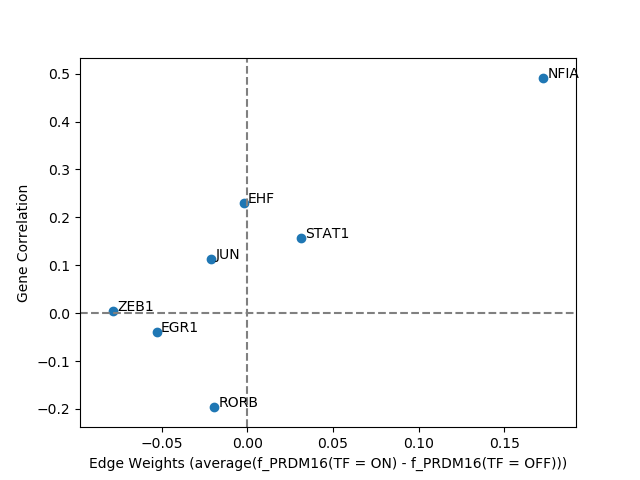 0.5
0.4
0.3
0.2
0.1
0.0
−0.1
−0.2
Gene Correlation
NFIA
EHF
STAT1
JUN
ZEB1
EGR1
RORB
−0.05 0.00 0.05 0.10 0.15
Edge Weights (average(f_PRDM16(TF = ON) - f_PRDM16(TF = OFF)))